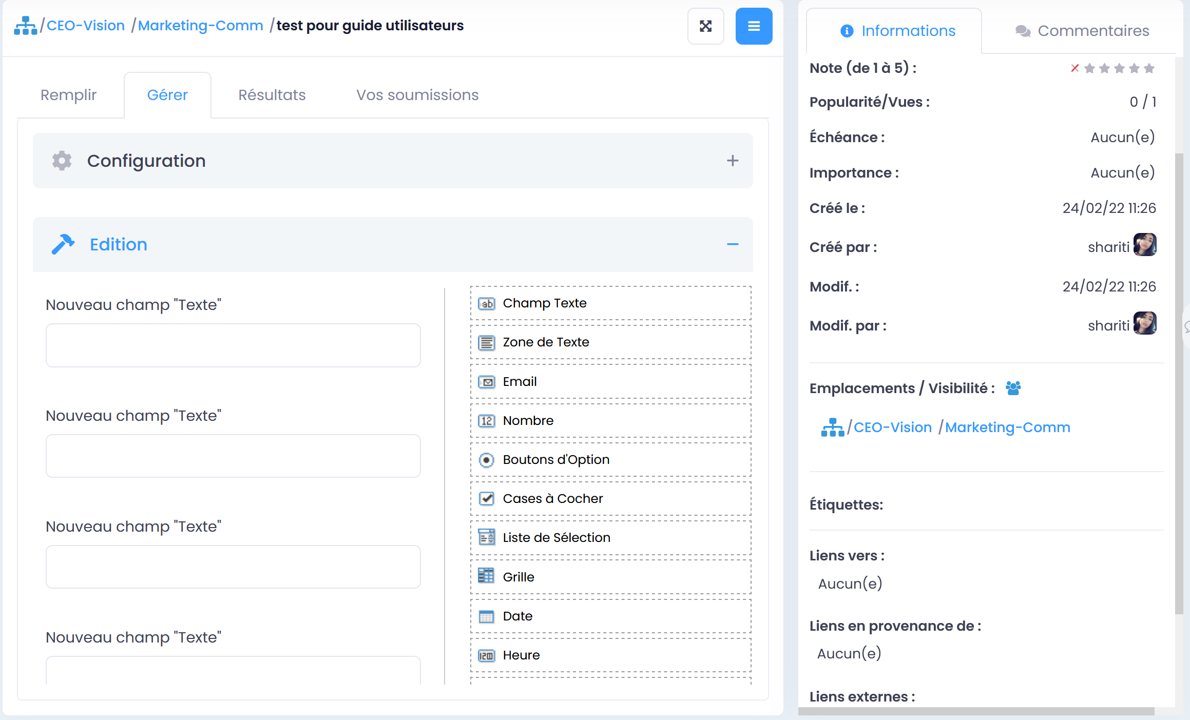 /CEO-Vision /Marketing-Comm /test pour guide utilisateurs
Remplir Gérer Résultats Vos soumissions
Configuration
Edition
Nouveau champ "Texte"
Nouveau champ "Texte"
Nouveau champ "Texte"
Nouveau champ "Texte"
Champ Texte
Zone de Texte
Email
Nombre
Boutons d'Option
Cases à Cocher
Liste de Sélection
Grille
Date
Heure
Informations Commentaires
Note (de 1 à 5) :
Popularité/Vues : 0 / 1
Échéance : Aucun(e)
Importance : Aucun(e)
Créé le : 24/02/22 11:26
Créé par : shariti
Modif. : 24/02/22 11:26
Modif. par : shariti
Emplacements / Visibilité :
/CEO-Vision /Marketing-Comm
Étiquettes:
Liens vers :
Aucun(e)
Liens en provenance de :
Aucun(e)
Liens externes :